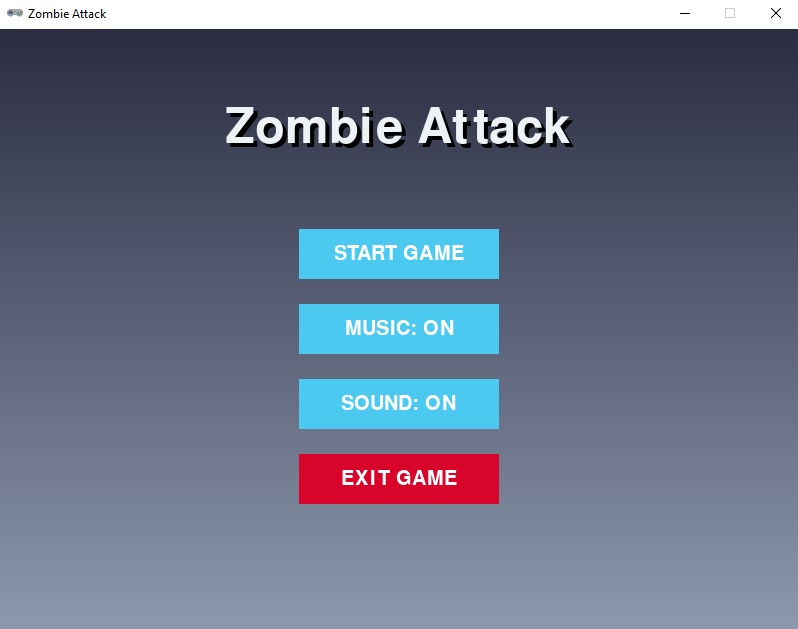 Zombie Attack
Zombie Attack
START GAME
MUSIC: ON
SOUND: ON
EXIT GAME